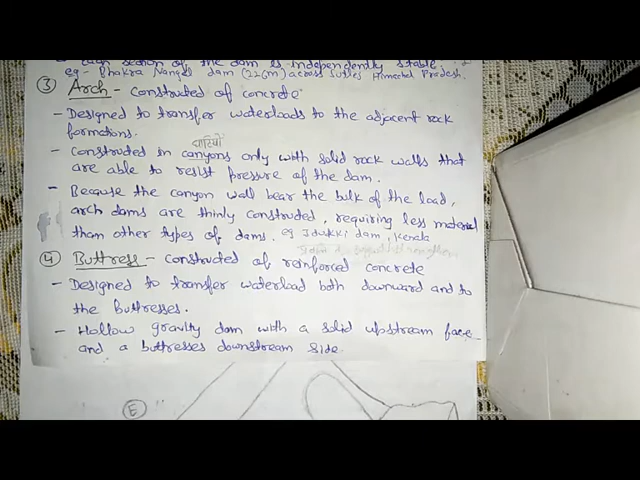 Each section of the dam is independently stable.
eg - Bhakra Nangal dam (226m) across Sutlej Himachal Pradesh.
③ Arch - constructed of concrete
- Designed to transfer waterloads to the adjacent rock
formations.
घाटियों
- Constructed in canyons only with solid rock walls that
are able to resist pressure of the dam.
- Because the canyon wall bear the bulk of the load,
arch dams are thinly constructed, requiring less material
than other types of dams. eg Idukki dam, Kerala
④ Buttress - constructed of reinforced concrete
- Designed to transfer waterload both downward and to
the buttresses.
- Hollow gravity dam with a solid upstream face
and a buttresses downstream side.
Ⓔ